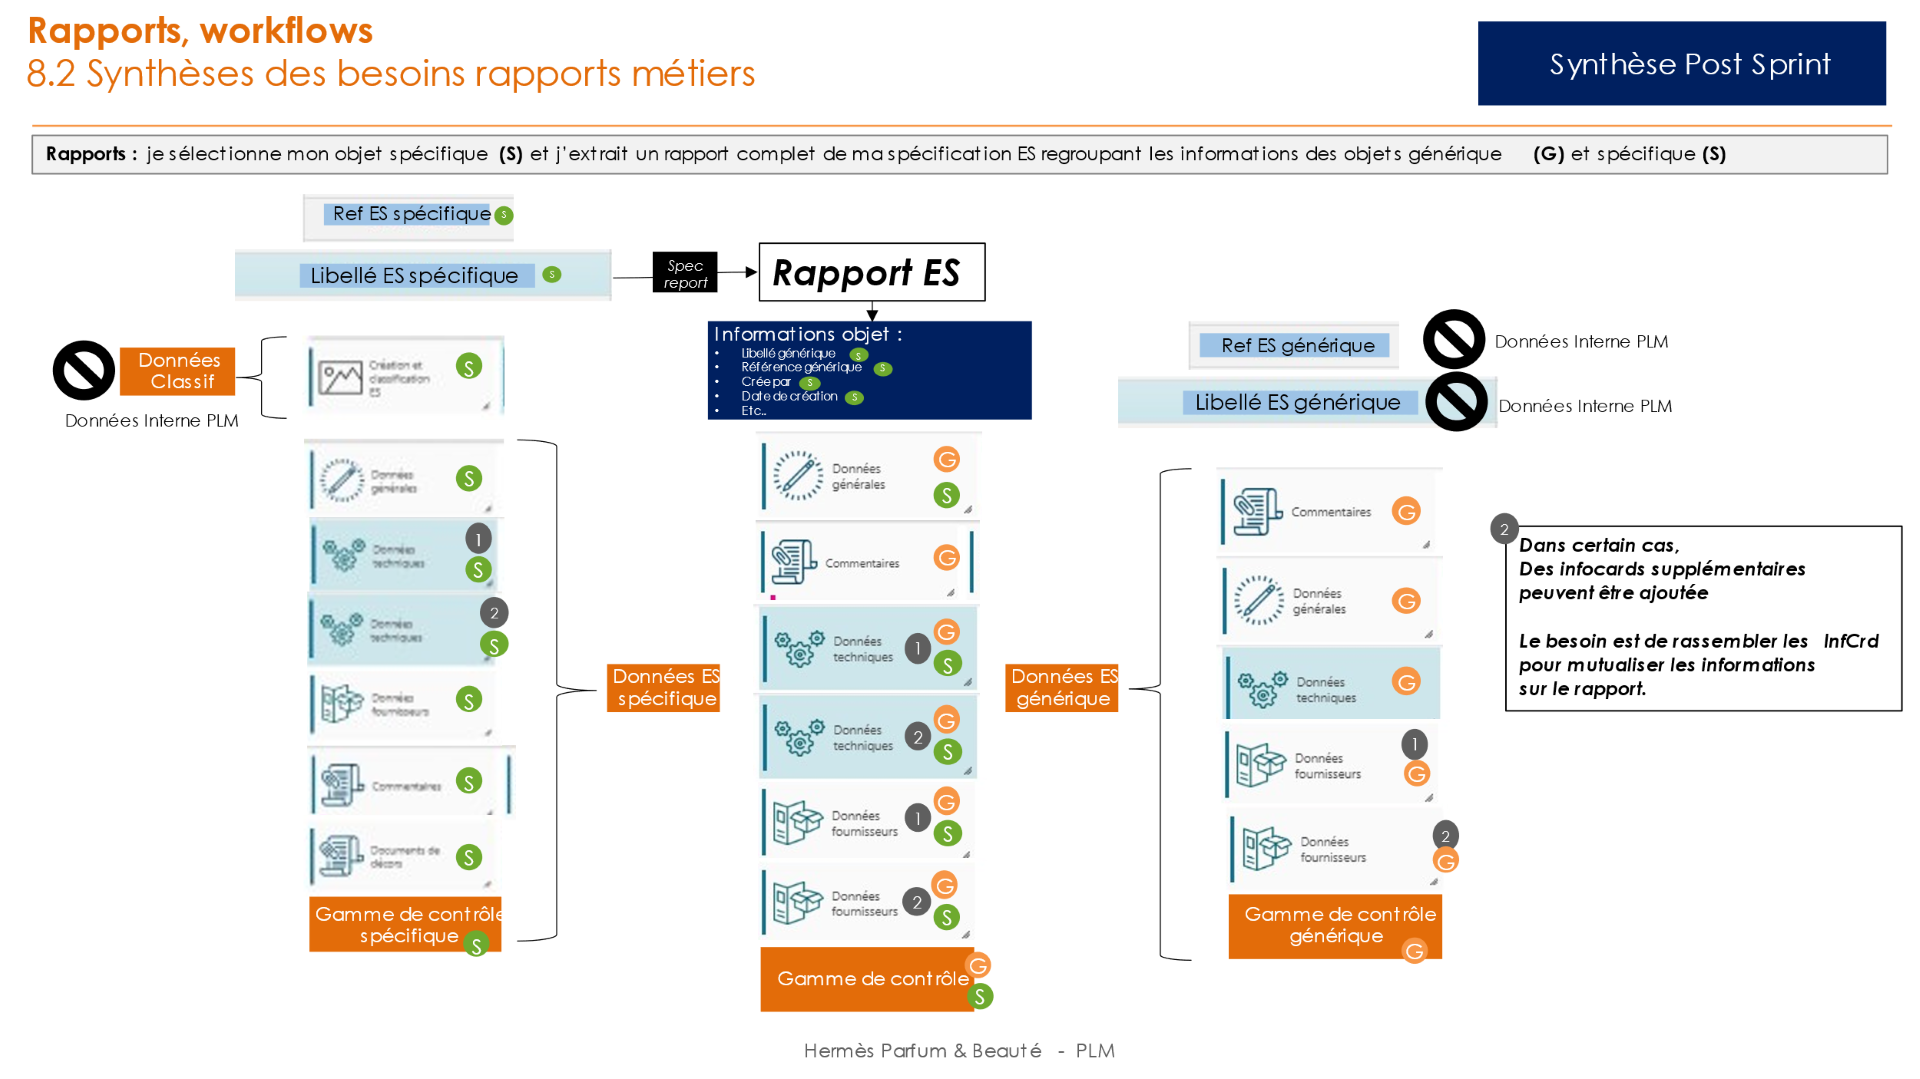 Rapports, workflows
8.2 Synthèses des besoins rapports métiers
Synthèse Post Sprint
Rapports : je sélectionne mon objet spécifique (S) et j'extrait un rapport complet de ma spécification ES regroupant les informations des objets générique (G) et spécifique (S)
Ref ES spécifique S
Libellé ES spécifique S
Spec
report
Rapport ES
Données
Classif
Données Interne PLM
Création et
classification
ES
S
Données
générales
S
Données
techniques
1
S
Données
techniques
2
S
Données
fournisseurs
S
Commentaires
S
Documents de
décors
S
Gamme de contrôle
spécifique
S
Données ES
spécifique
Informations objet :
• Libellé générique S
• Référence générique S
• Crée par S
• Date de création S
• Etc..
Données
générales
G
S
Commentaires
G
Données
techniques
1
G
S
Données
techniques
2
G
S
Données
fournisseurs
1
G
S
Données
fournisseurs
2
G
S
Gamme de contrôle
G
S
Données ES
générique
Ref ES générique
Données Interne PLM
Libellé ES générique
Données Interne PLM
Commentaires
G
Données
générales
G
Données
techniques
G
Données
fournisseurs
1
G
Données
fournisseurs
2
G
Gamme de contrôle
générique
G
2
Dans certain cas,
Des infocards supplémentaires
peuvent être ajoutée
Le besoin est de rassembler les InfCrd
pour mutualiser les informations
sur le rapport.
Hermès Parfum & Beauté - PLM